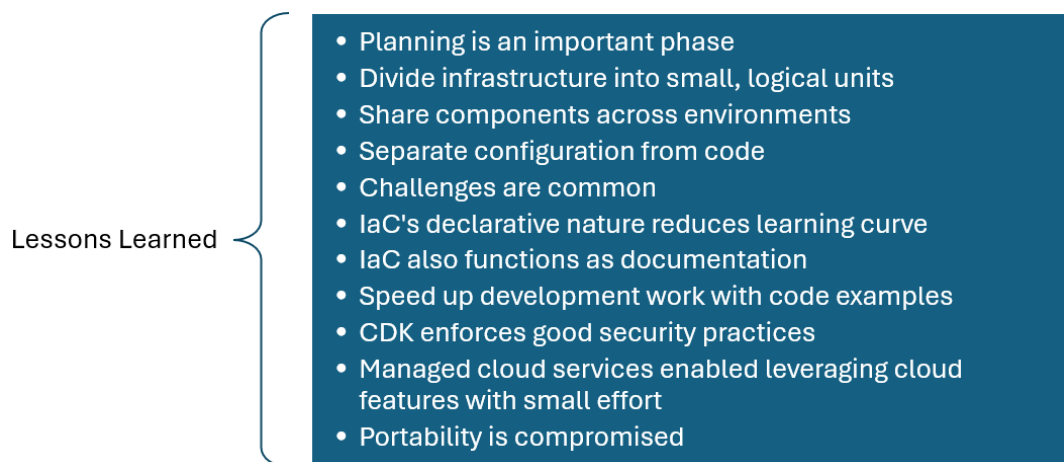 Lessons Learned
• Planning is an important phase
• Divide infrastructure into small, logical units
• Share components across environments
• Separate configuration from code
• Challenges are common
• IaC's declarative nature reduces learning curve
• IaC also functions as documentation
• Speed up development work with code examples
• CDK enforces good security practices
• Managed cloud services enabled leveraging cloud
features with small effort
• Portability is compromised